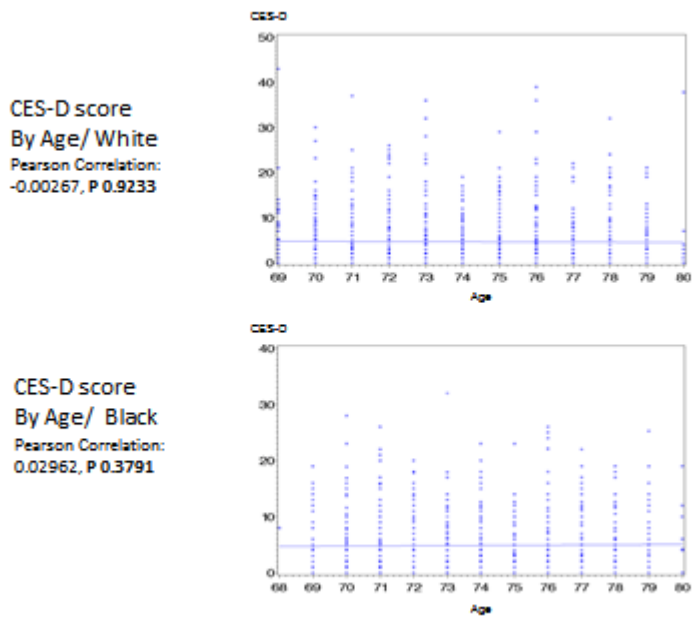 CES-D
50
40
30
20
10
0
69 70 71 72 73 74 75 76 77 78 79 80
Age
CES-D score
By Age/ White
Pearson Correlation:
-0.00267, P 0.9233
CES-D
40
30
20
10
0
68 69 70 71 72 73 74 75 76 77 78 79 80
Age
CES-D score
By Age/ Black
Pearson Correlation:
0.02962, P 0.3791